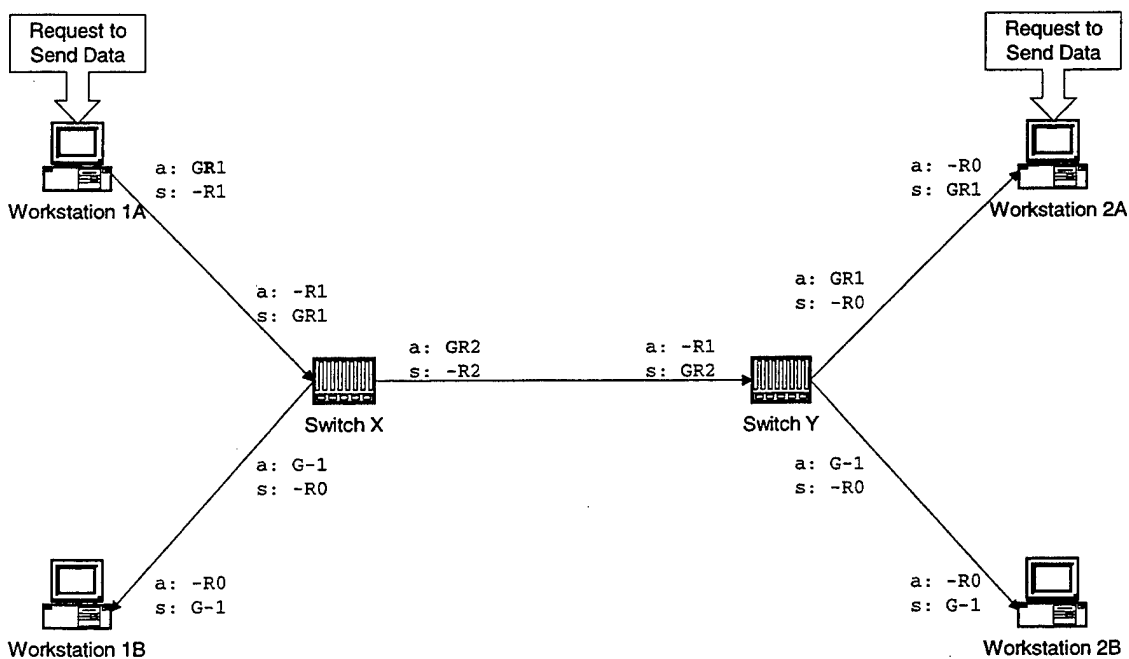 Request to
Send Data
Request to
Send Data
a: GR1
s: -R1
Workstation 1A
a: -R0
s: GR1
Workstation 2A
a: -R1
s: GR1
a: GR1
s: -R0
a: GR2
s: -R2
a: -R1
s: GR2
Switch X
Switch Y
a: G-1
s: -R0
a: G-1
s: -R0
a: -R0
s: G-1
Workstation 1B
a: -R0
s: G-1
Workstation 2B